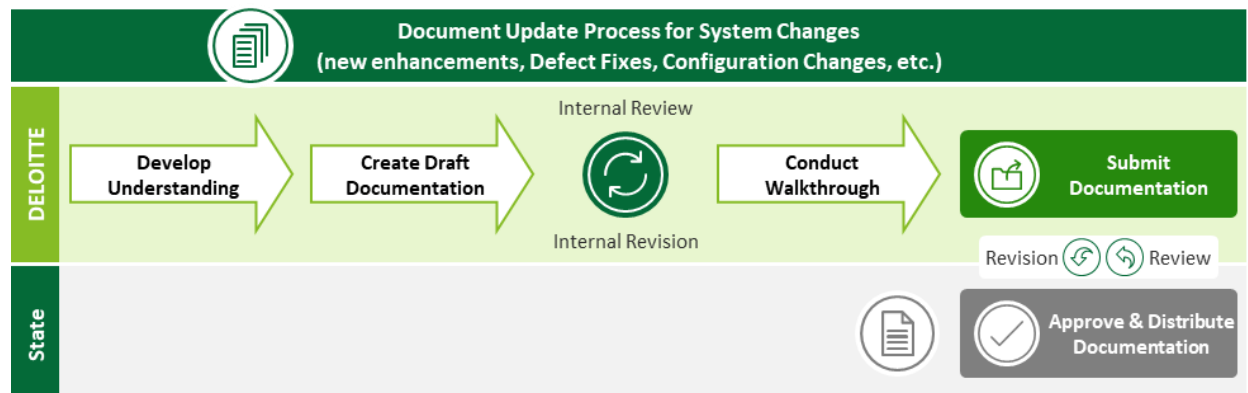 Document Update Process for System Changes
(new enhancements, Defect Fixes, Configuration Changes, etc.)
DELOITTE
Develop
Understanding
Create Draft
Documentation
Internal Review
Internal Revision
Conduct
Walkthrough
Submit
Documentation
Revision
Review
State
Approve & Distribute
Documentation